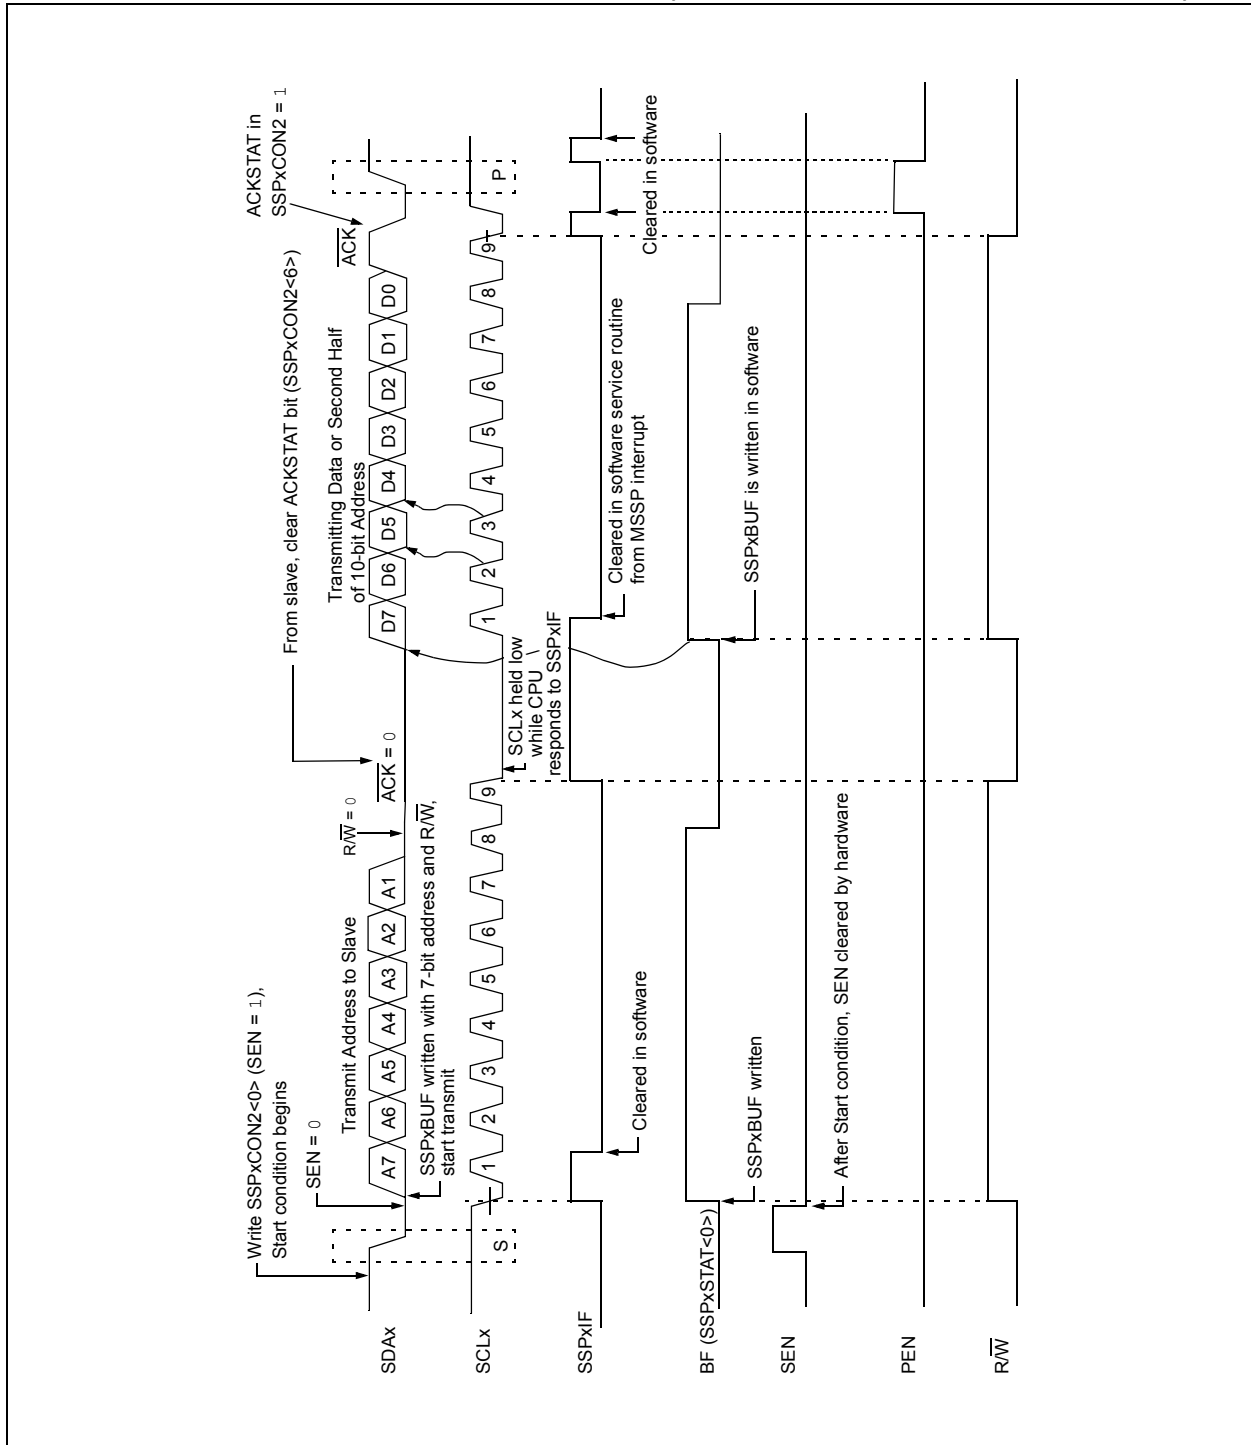 Write SSPxCON2<0> (SEN = 1),
Start condition begins
SEN = 0
From slave, clear ACKSTAT bit (SSPxCON2<6>)
ACKSTAT in
SSPxCON2 = 1
Transmit Address to Slave
R/W = 0
ACK = 0
Transmitting Data or Second Half
of 10-bit Address
ACK
SDAx
A7 A6 A5 A4 A3 A2 A1
D7 D6 D5 D4 D3 D2 D1 D0
SSPxBUF written with 7-bit address and R/W,
start transmit
SCLx
S
1 2 3 4 5 6 7 8 9
1 2 3 4 5 6 7 8 9
P
SCLx held low
while CPU
responds to SSPxIF
SSPxIF
Cleared in software
Cleared in software service routine
from MSSP interrupt
Cleared in software
Cleared in software
BF (SSPxSTAT<0>)
SSPxBUF written
SSPxBUF is written in software
SEN
After Start condition, SEN cleared by hardware
PEN
R/W